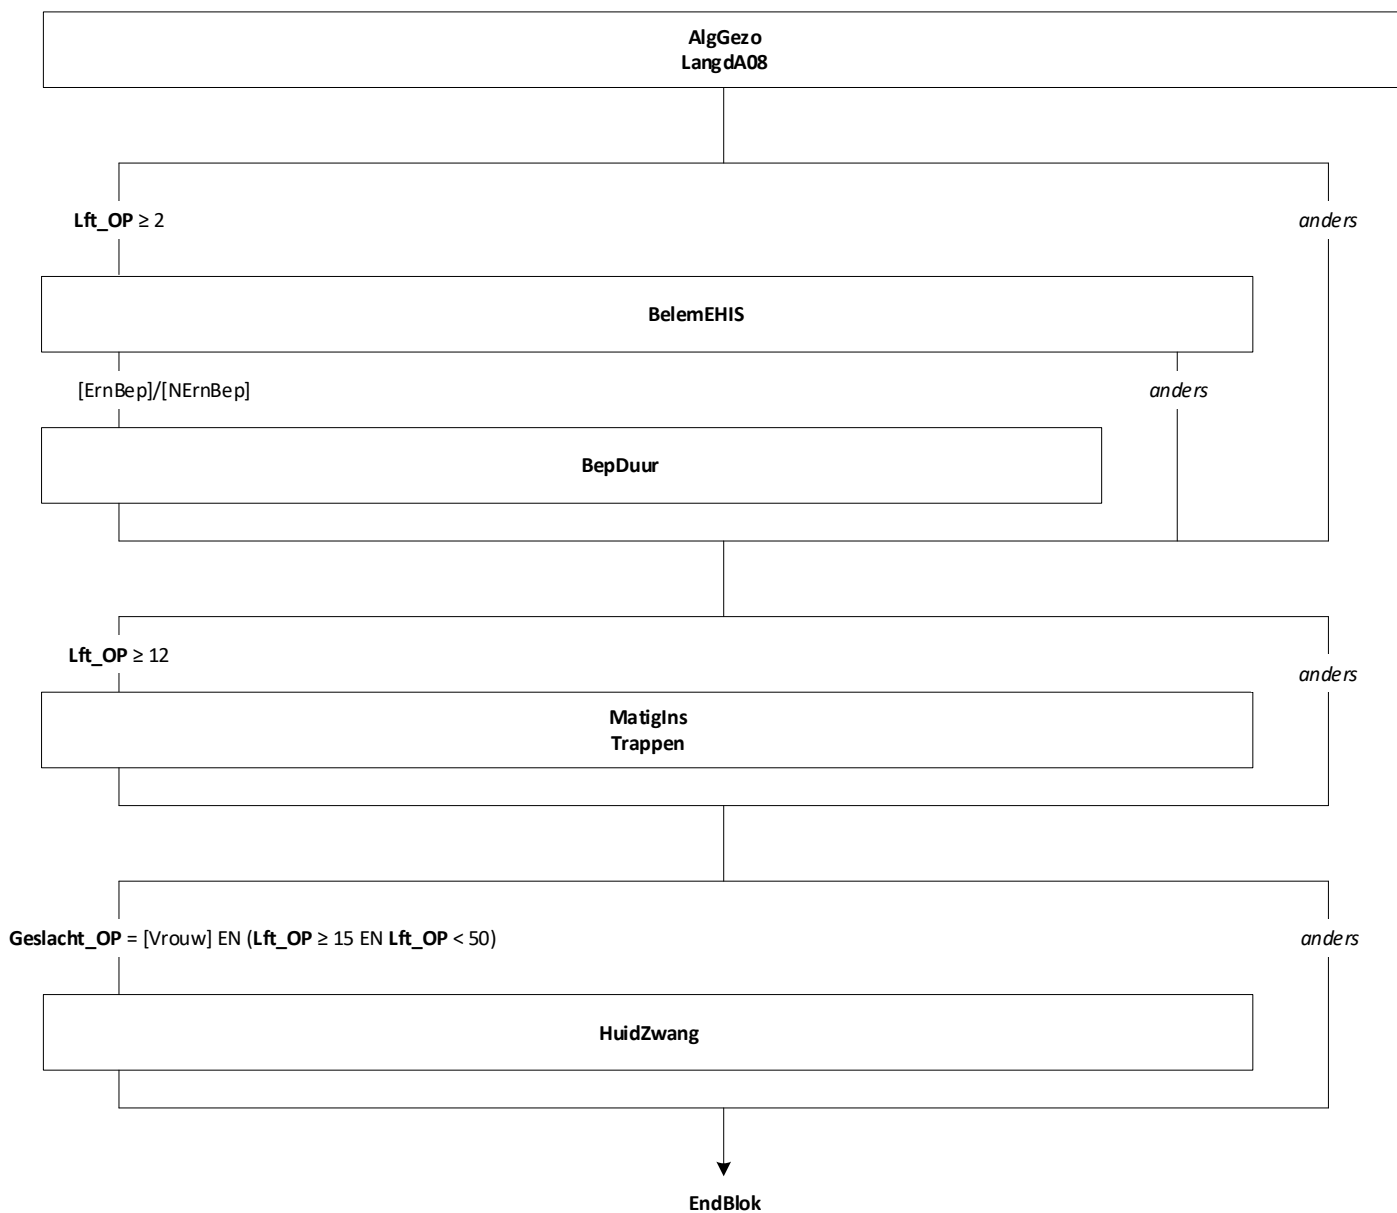 AlgGezo
LangdA08
Lft_OP ≥ 2
anders
BelemEHIS
[ErnBep]/[NErnBep]
anders
BepDuur
Lft_OP ≥ 12
anders
MatigIns
Trappen
Geslacht_OP = [Vrouw] EN (Lft_OP ≥ 15 EN Lft_OP < 50)
anders
HuidZwang
EndBlok